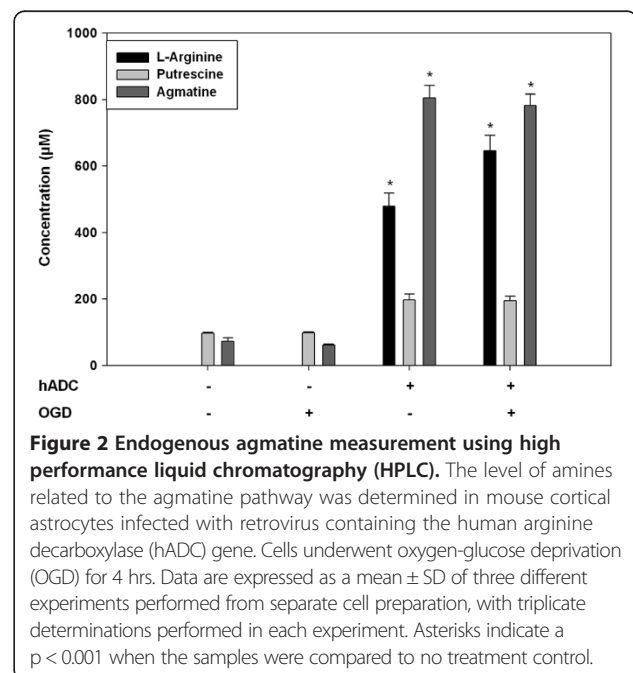 1000
800
600
400
200
0
Concentration (µM)
L-Arginine
Putrescine
Agmatine
* * * *
hADC - - + +
OGD - + - +
Figure 2 Endogenous agmatine measurement using high
performance liquid chromatography (HPLC). The level of amines
related to the agmatine pathway was determined in mouse cortical
astrocytes infected with retrovirus containing the human arginine
decarboxylase (hADC) gene. Cells underwent oxygen-glucose deprivation
(OGD) for 4 hrs. Data are expressed as a mean ± SD of three different
experiments performed from separate cell preparation, with triplicate
determinations performed in each experiment. Asterisks indicate a
p < 0.001 when the samples were compared to no treatment control.